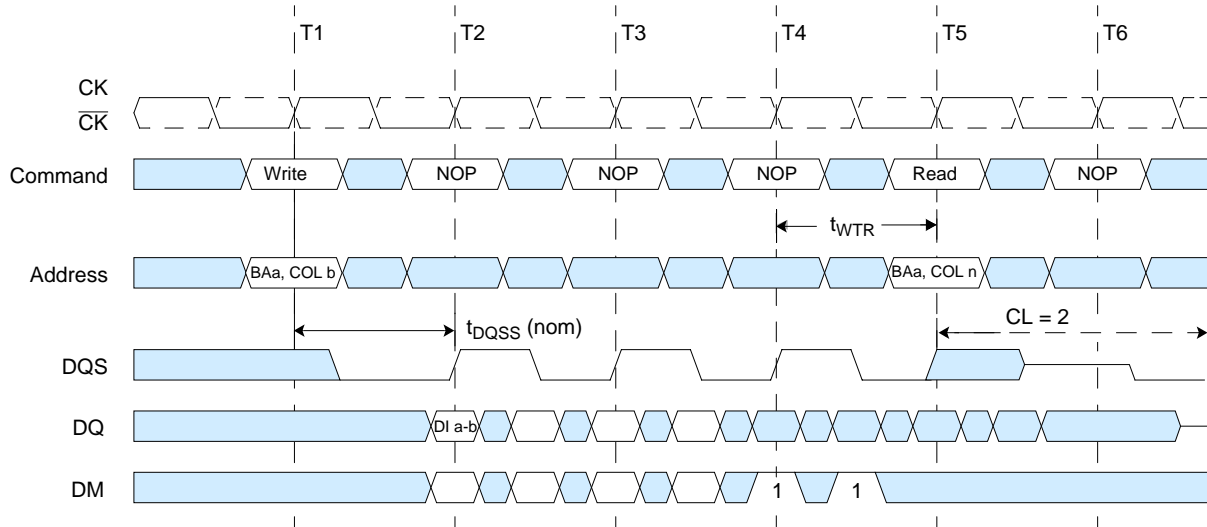 T1 T2 T3 T4 T5 T6
CK
CK
Command Write NOP NOP NOP Read NOP
tWTR
Address BAa, COL b BAa, COL n
tDQSS (nom) CL = 2
DQS
DQ DI a-b
DM 1 1